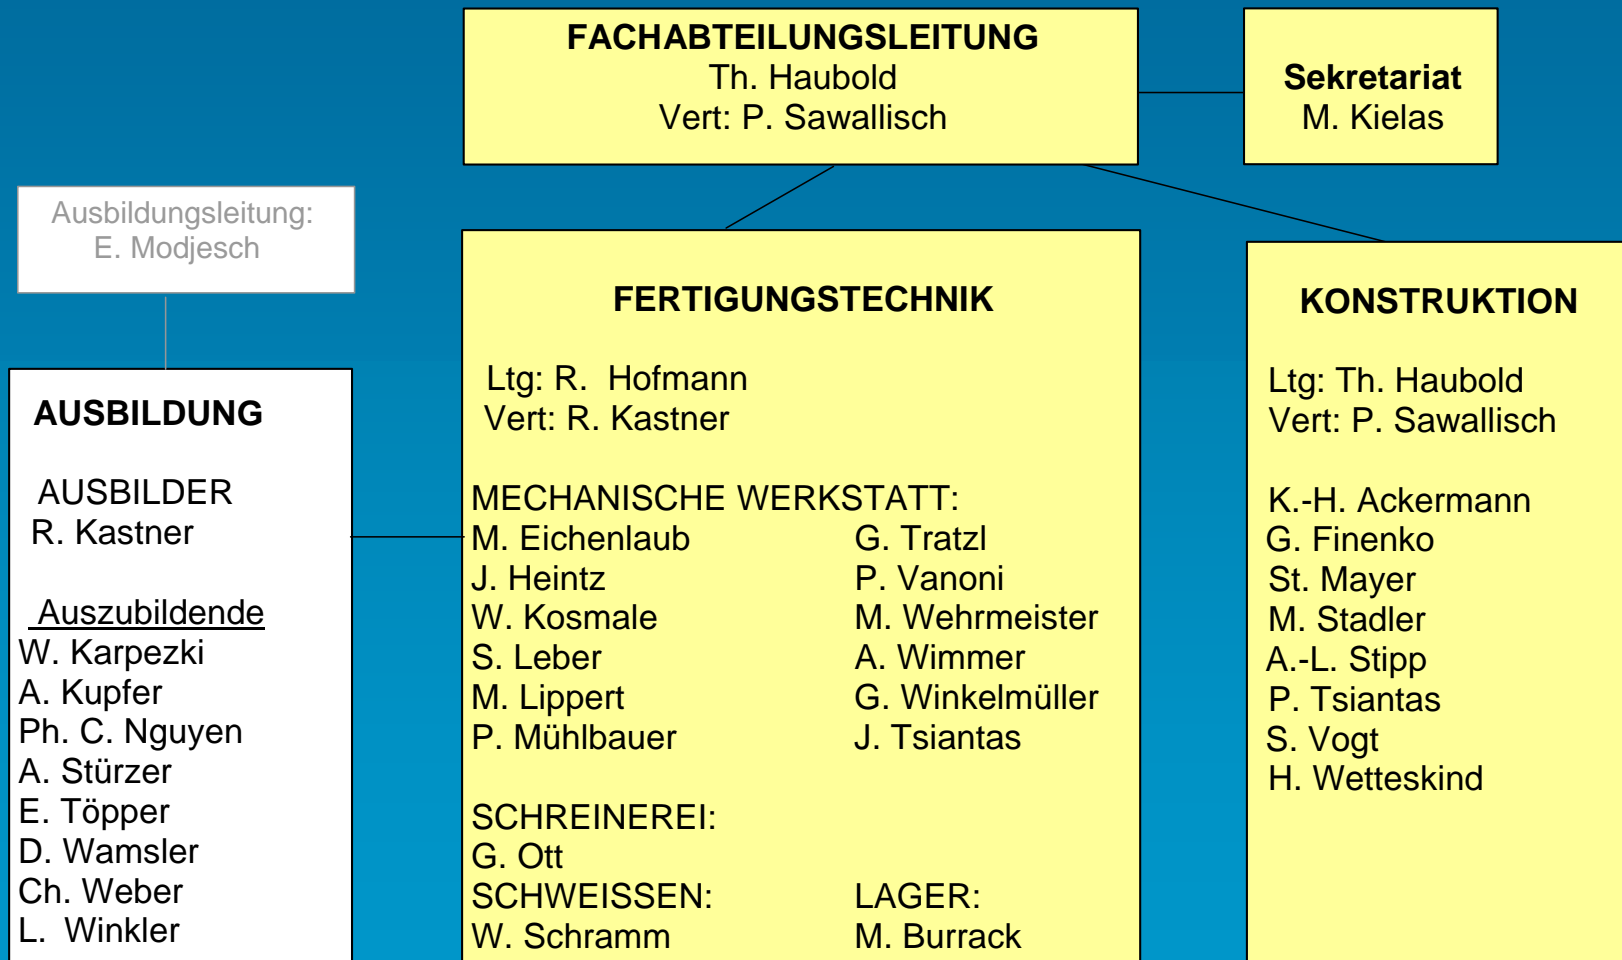 FACHABTEILUNGSLEITUNG
Th. Haubold
Vert: P. Sawallisch
Sekretariat
M. Kielas
Ausbildungsleitung:
E. Modjesch
AUSBILDUNG
AUSBILDER
R. Kastner
Auszubildende
W. Karpezki
A. Kupfer
Ph. C. Nguyen
A. Stürzer
E. Töpper
D. Wamsler
Ch. Weber
L. Winkler
FERTIGUNGSTECHNIK
Ltg: R. Hofmann
Vert: R. Kastner
MECHANISCHE WERKSTATT:
M. Eichenlaub G. Tratzl
J. Heintz P. Vanoni
W. Kosmale M. Wehrmeister
S. Leber A. Wimmer
M. Lippert G. Winkelmüller
P. Mühlbauer J. Tsiantas
SCHREINEREI:
G. Ott
SCHWEISSEN: LAGER:
W. Schramm M. Burrack
KONSTRUKTION
Ltg: Th. Haubold
Vert: P. Sawallisch
K.-H. Ackermann
G. Finenko
St. Mayer
M. Stadler
A.-L. Stipp
P. Tsiantas
S. Vogt
H. Wetteskind